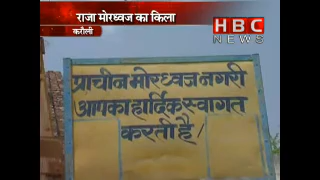 राजा मोरध्वज का किला
करौली
HBC
NEWS
प्राचीन मोरध्वज नगरी
आपका हार्दिक स्वागत
करती है/